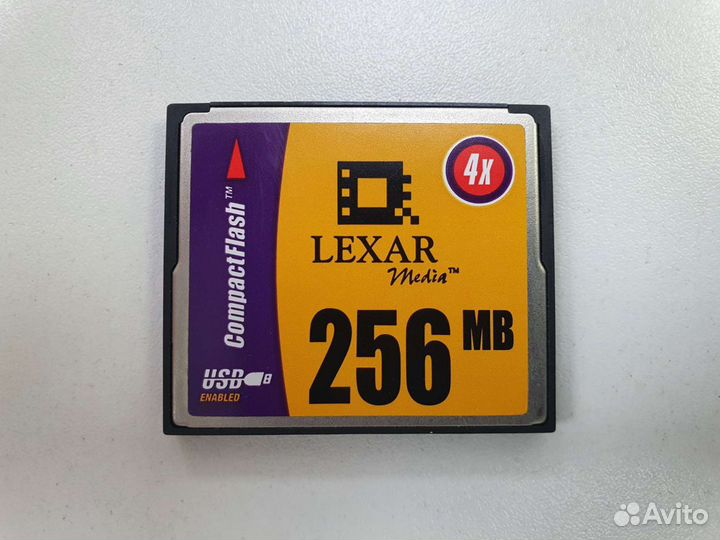 CompactFlash™
USB
ENABLED
4X
LEXAR
Media™
256 MB
Avito